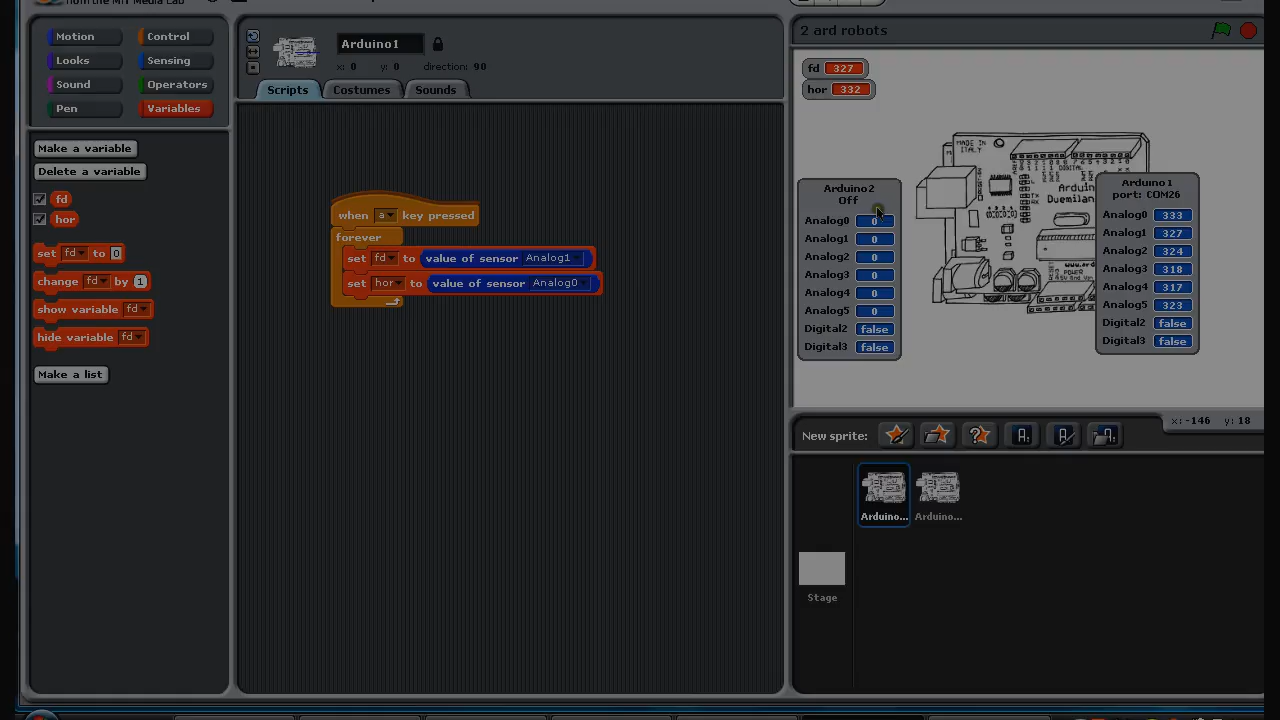 from the MIT Media Lab
Motion
Control
Looks
Sensing
Sound
Operators
Pen
Variables
Make a variable
Delete a variable
fd
hor
set fd to 0
change fd by 1
show variable fd
hide variable fd
Make a list
Arduino1
x: 0 y: 0 direction: 90
Scripts Costumes Sounds
when a key pressed
forever
set fd to value of sensor Analog1
set hor to value of sensor Analog0
2 ard robots
fd 327
hor 332
MADE IN
ITALY
Arduino2
Off
Analog0 0
Analog1 0
Analog2 0
Analog3 0
Analog4 0
Analog5 0
Digital2 false
Digital3 false
Arduino1
port: COM26
Analog0 333
Analog1 327
Analog2 324
Analog3 318
Analog4 317
Analog5 323
Digital2 false
Digital3 false
x: -146 y: 18
New sprite:
Arduino...
Arduino...
Stage